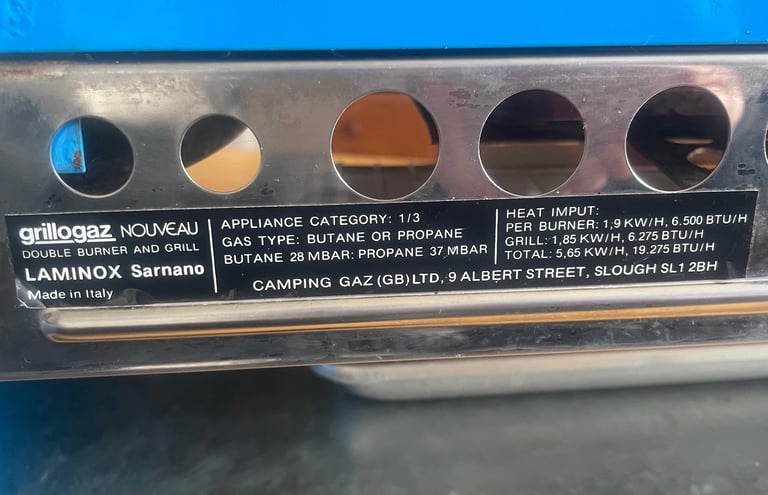 grillogaz NOUVEAU
DOUBLE BURNER AND GRILL
LAMINOX Sarnano
Made in Italy
APPLIANCE CATEGORY: 1/3
GAS TYPE: BUTANE OR PROPANE
BUTANE 28 MBAR: PROPANE 37 MBAR
HEAT IMPUT:
PER BURNER: 1,9 KW/H, 6.500 BTU/H
GRILL: 1,85 KW/H, 6.275 BTU/H
TOTAL: 5,65 KW/H, 19.275 BTU/H
CAMPING GAZ (GB) LTD, 9 ALBERT STREET, SLOUGH SL1 2BH